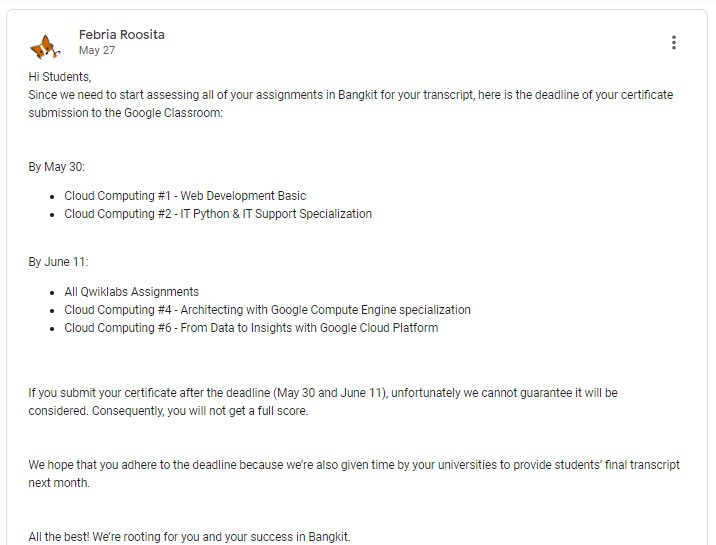 Febria Roosita
May 27
Hi Students,
Since we need to start assessing all of your assignments in Bangkit for your transcript, here is the deadline of your certificate
submission to the Google Classroom:
By May 30:
• Cloud Computing #1 - Web Development Basic
• Cloud Computing #2 - IT Python & IT Support Specialization
By June 11:
• All Qwiklabs Assignments
• Cloud Computing #4 - Architecting with Google Compute Engine specialization
• Cloud Computing #6 - From Data to Insights with Google Cloud Platform
If you submit your certificate after the deadline (May 30 and June 11), unfortunately we cannot guarantee it will be
considered. Consequently, you will not get a full score.
We hope that you adhere to the deadline because we're also given time by your universities to provide students' final transcript
next month.
All the best! We're rooting for you and your success in Bangkit.